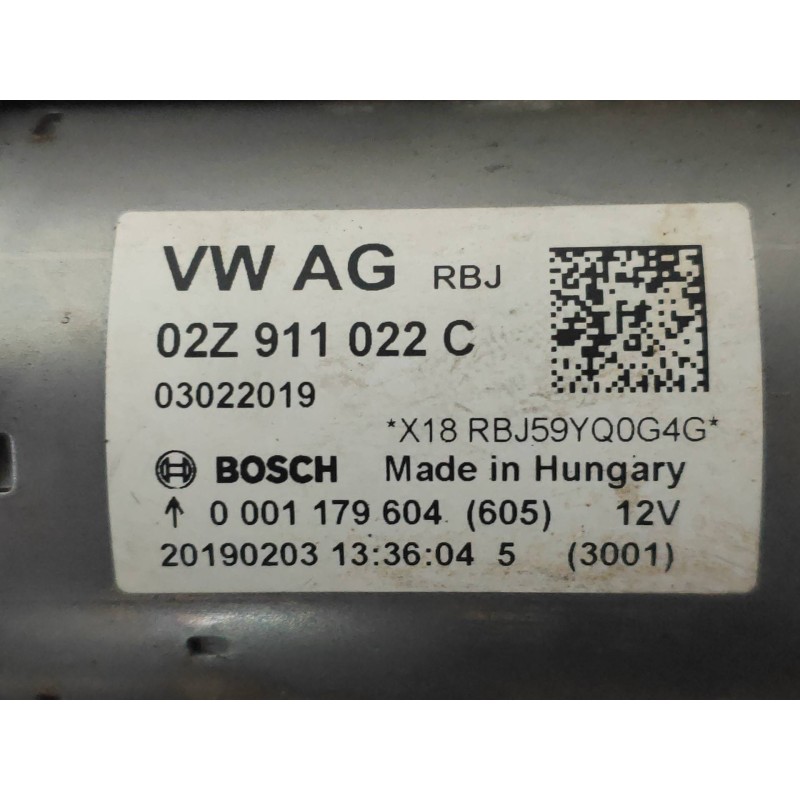 VW AG RBJ
02Z 911 022 C
03022019
*X18 RBJ59YQ0G4G*
BOSCH Made in Hungary
↑ 0 001 179 604 (605) 12V
20190203 13:36:04 5 (3001)